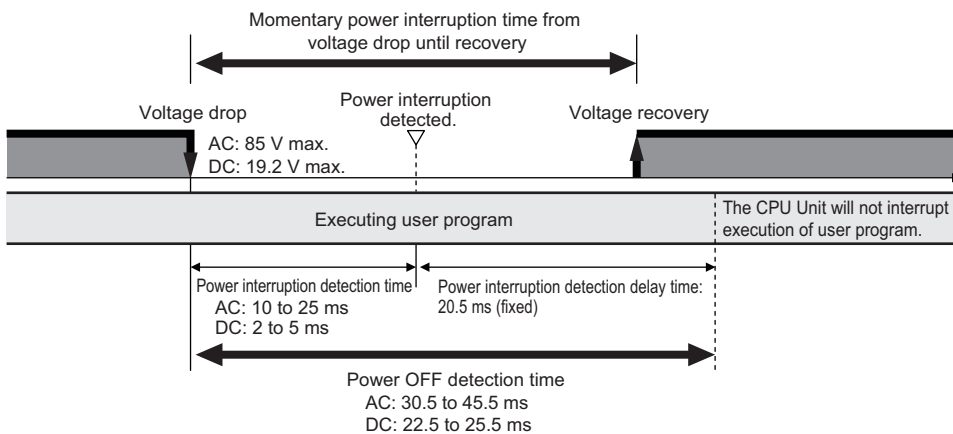 Momentary power interruption time from
voltage drop until recovery
Voltage drop
Power interruption
detected.
Voltage recovery
AC: 85 V max.
DC: 19.2 V max.
Executing user program
The CPU Unit will not interrupt
execution of user program.
Power interruption detection time
AC: 10 to 25 ms
DC: 2 to 5 ms
Power interruption detection delay time:
20.5 ms (fixed)
Power OFF detection time
AC: 30.5 to 45.5 ms
DC: 22.5 to 25.5 ms